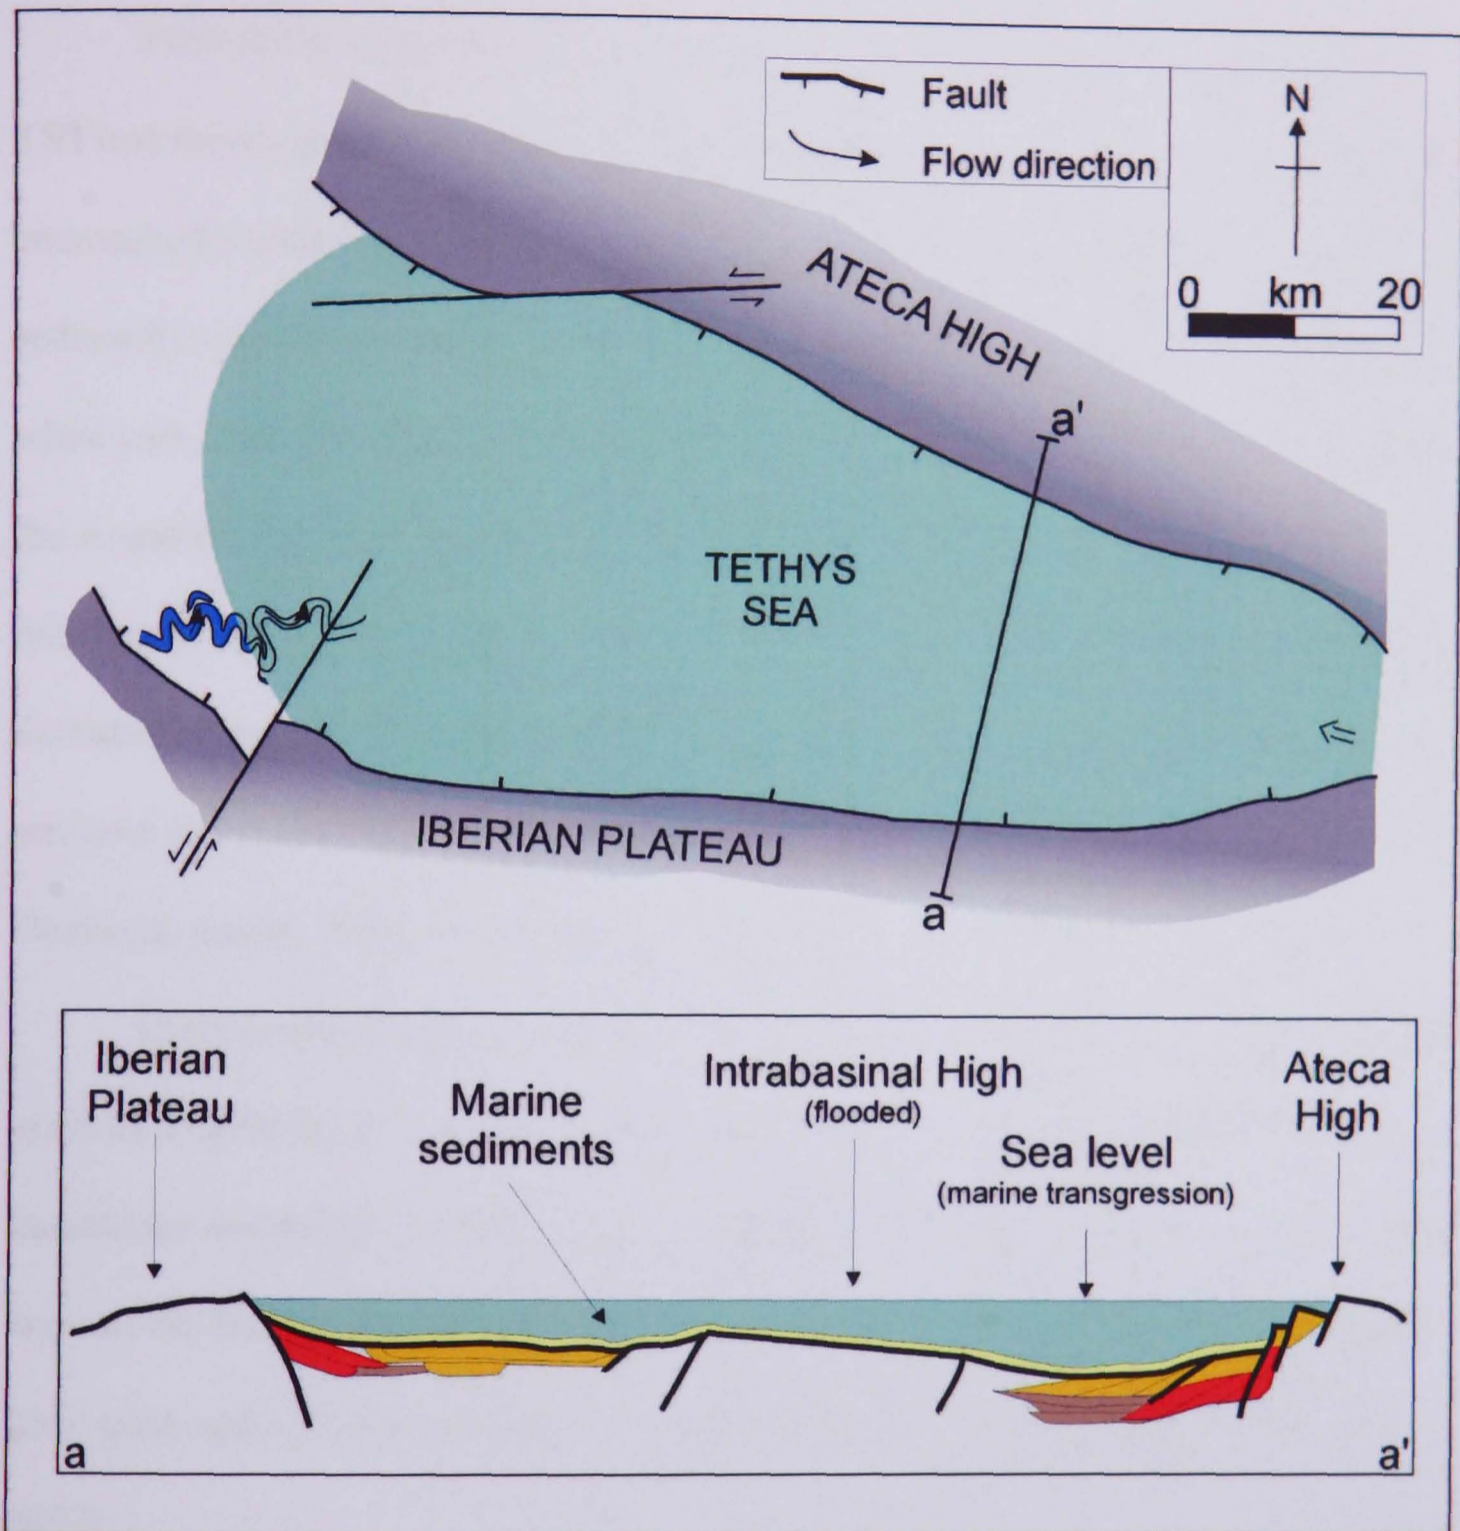 Fault
Flow direction
N
0 km 20
ATECA HIGH
a'
TETHYS
SEA
IBERIAN PLATEAU
a
Iberian
Plateau
Marine
sediments
Intrabasinal High
(flooded)
Sea level
(marine transgression)
Ateca
High
a
a'